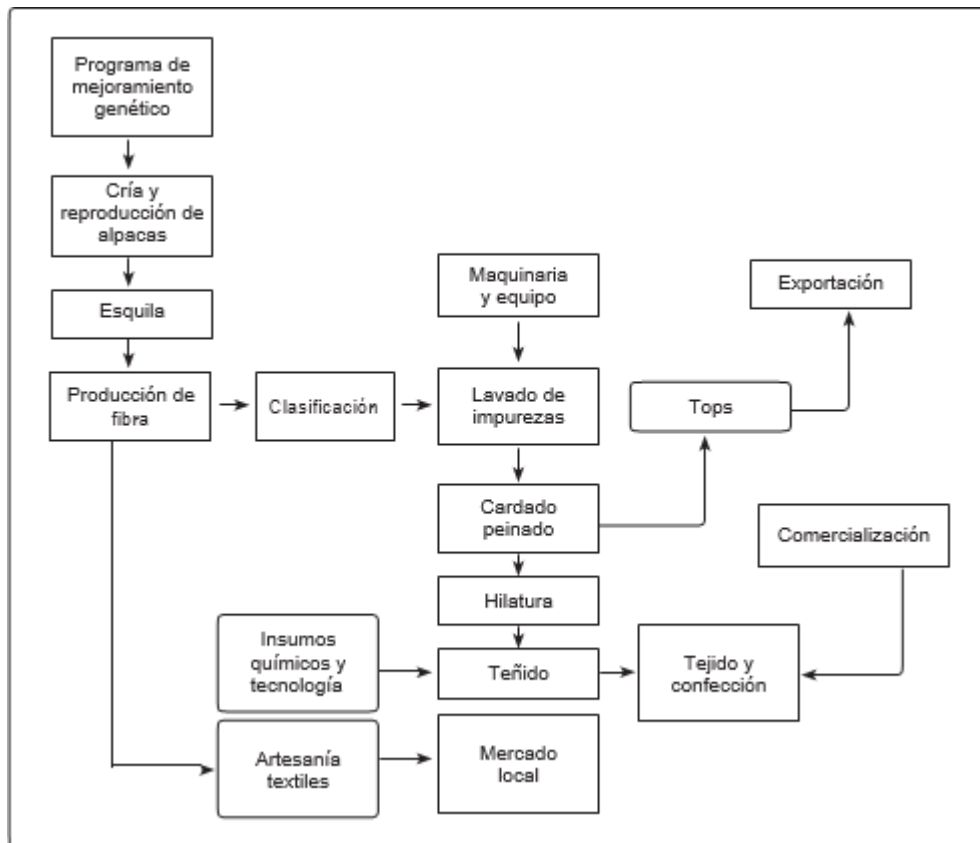 Programa de
mejoramiento
genético
Cría y
reproducción de
alpacas
Esquila
Producción de
fibra
Clasificación
Maquinaria
y equipo
Lavado de
impurezas
Cardado
peinado
Hilatura
Insumos
químicos y
tecnología
Teñido
Artesanía
textiles
Mercado
local
Tops
Exportación
Comercialización
Tejido y
confección